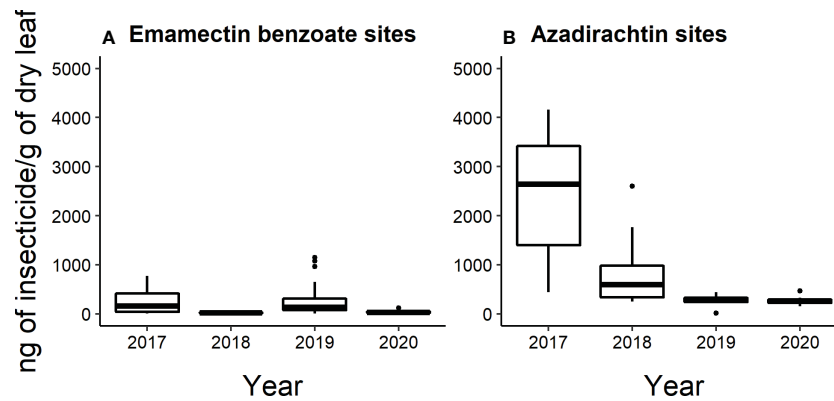 A Emamectin benzoate sites
B Azadirachtin sites
ng of insecticide/g of dry leaf
5000
4000
3000
2000
1000
0
2017 2018 2019 2020
Year
5000
4000
3000
2000
1000
0
2017 2018 2019 2020
Year